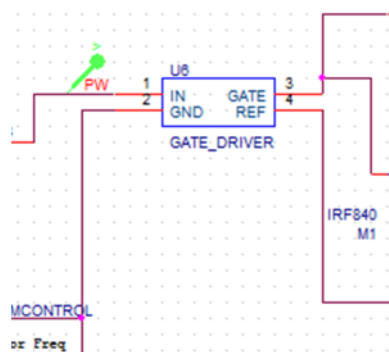 U6
PW
1 IN GATE 3
2 GND REF 4
GATE_DRIVER
IRF840
M1
MCONTROL
or Freq